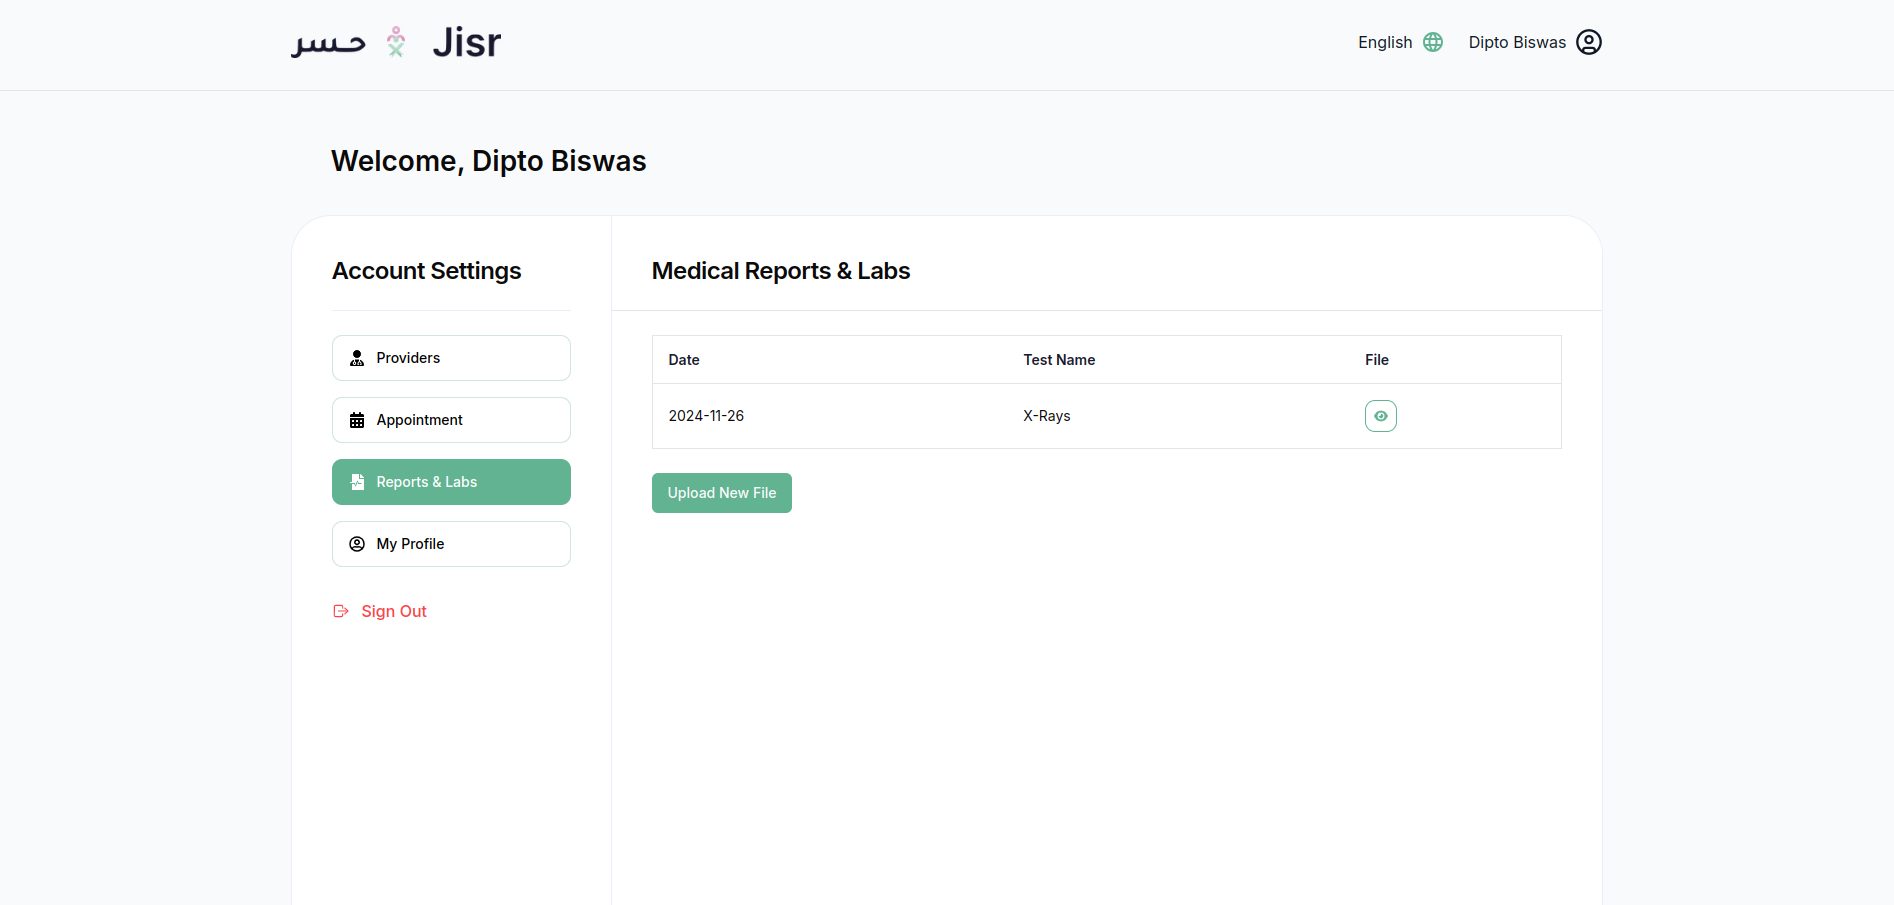 حسر Jisr
English
Dipto Biswas
Welcome, Dipto Biswas
Account Settings
Providers
Appointment
Reports & Labs
My Profile
Sign Out
Medical Reports & Labs
Date Test Name File
2024-11-26 X-Rays
Upload New File